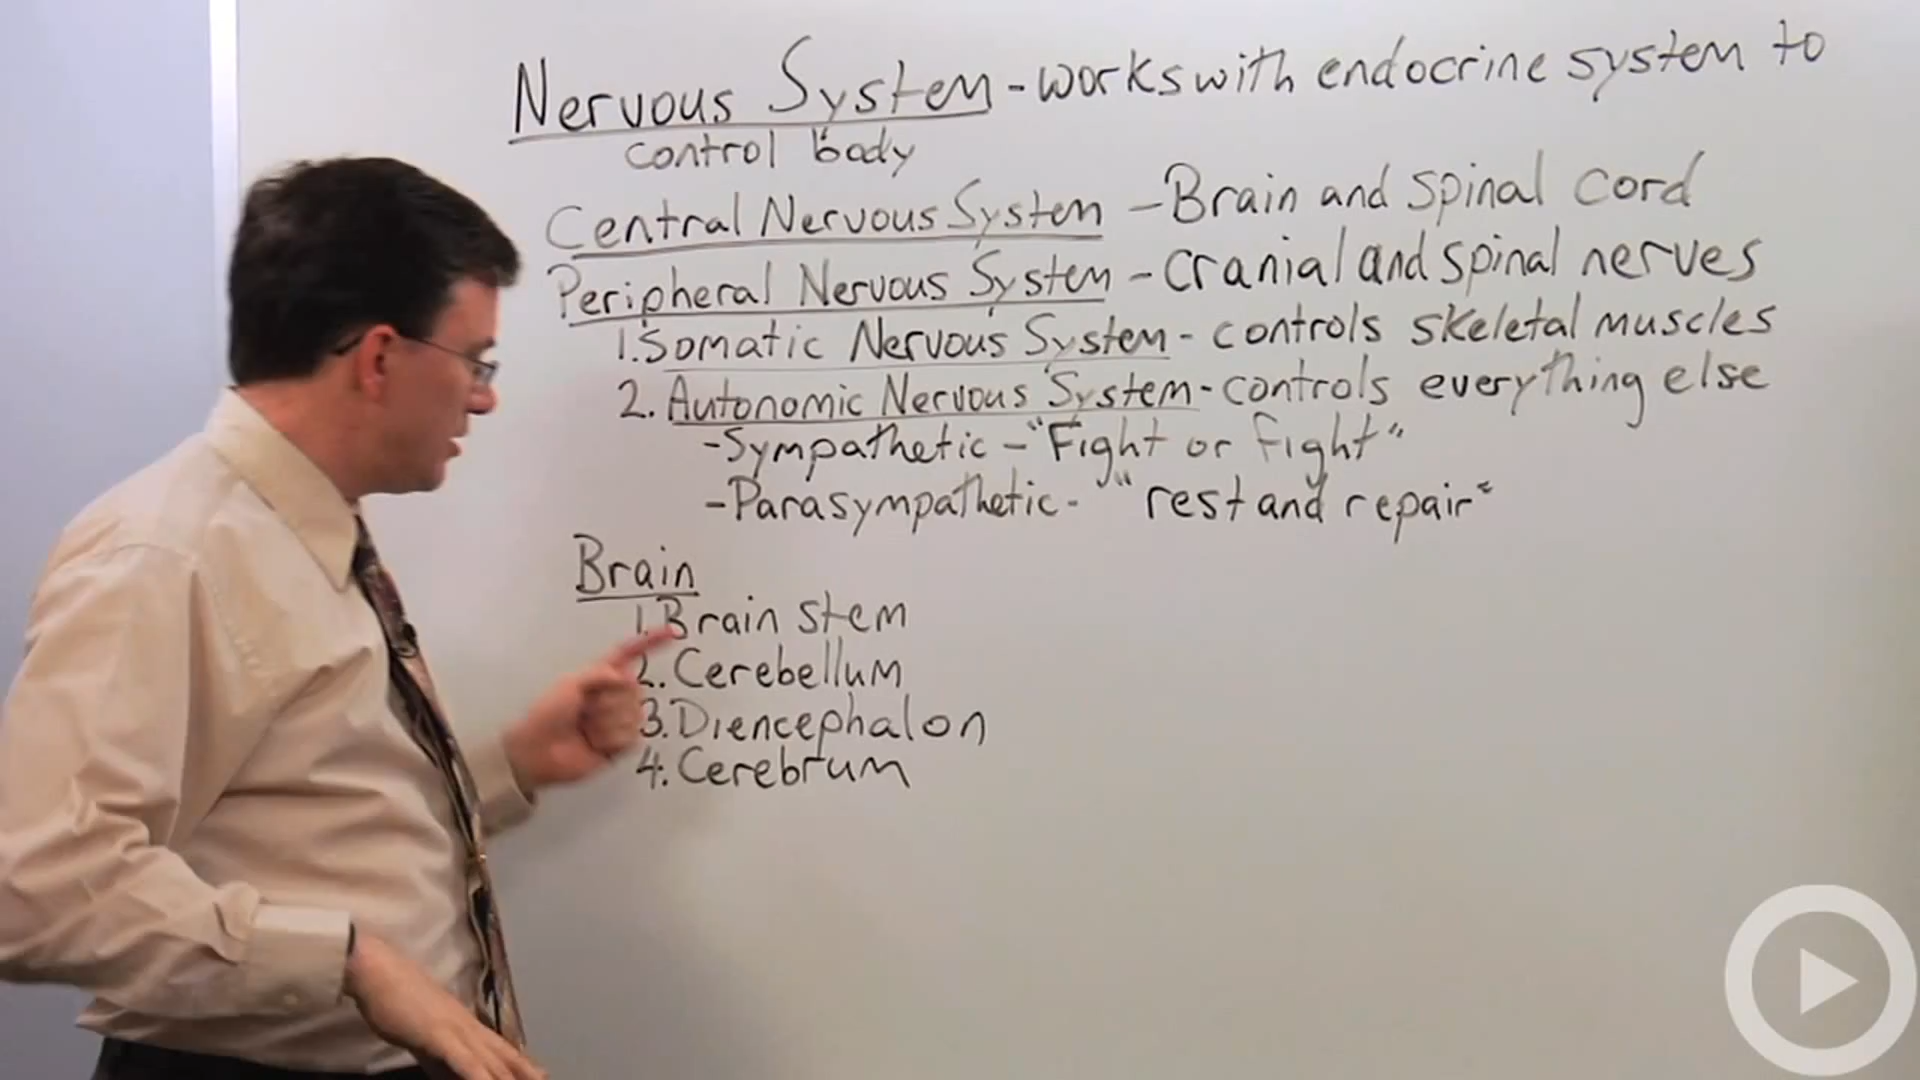 Nervous System - works with endocrine system to
control body
Central Nervous System - Brain and spinal cord
Peripheral Nervous System - cranial and spinal nerves
1. Somatic Nervous System - controls skeletal muscles
2. Autonomic Nervous System - controls everything else
- Sympathetic - "Fight or fight"
- Parasympathetic - "rest and repair"
Brain
1. Brain stem
2. Cerebellum
3. Diencephalon
4. Cerebrum